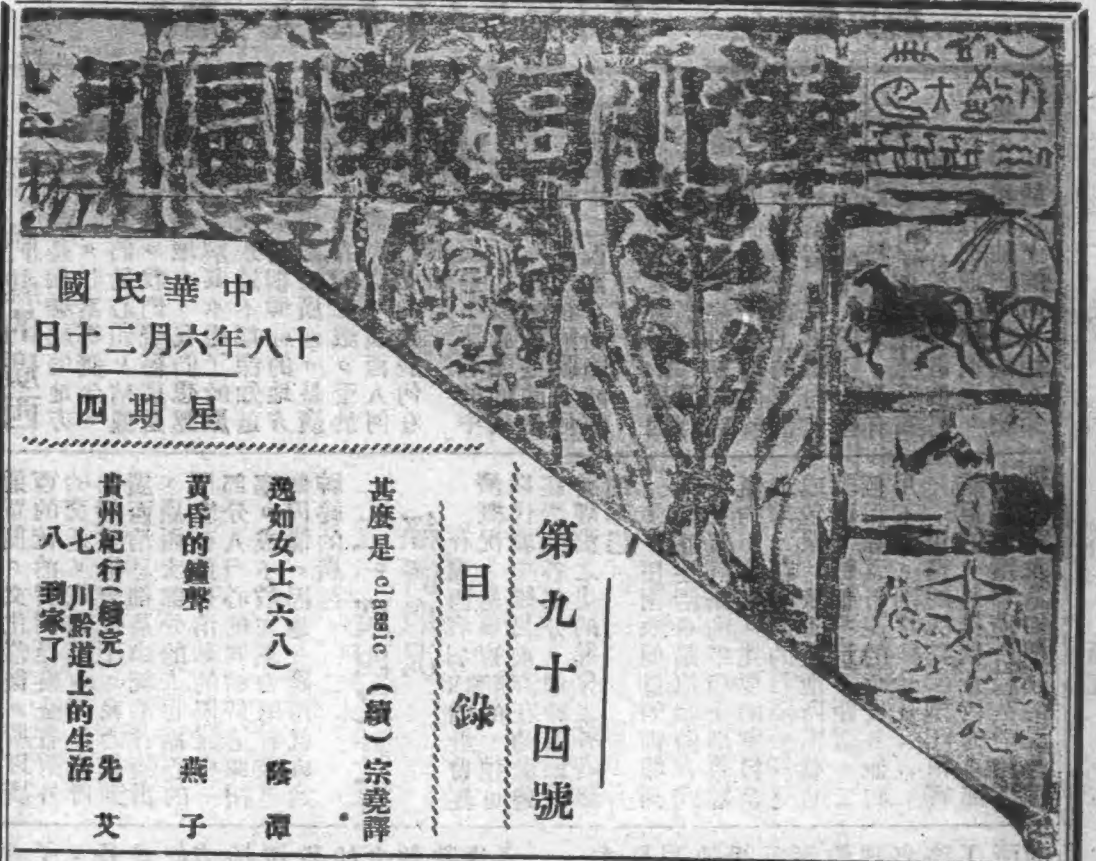 華北日報副刊
中華民國
十八年六月二十日
星期四
第九十四號
目錄
甚麼是 classic (續) 宗堯譯
逸如女士(六八) 蔭潭
黃昏的鐘聲 燕子
貴州紀行(續完) 先艾
七 川黔道上的生活
八 到家了